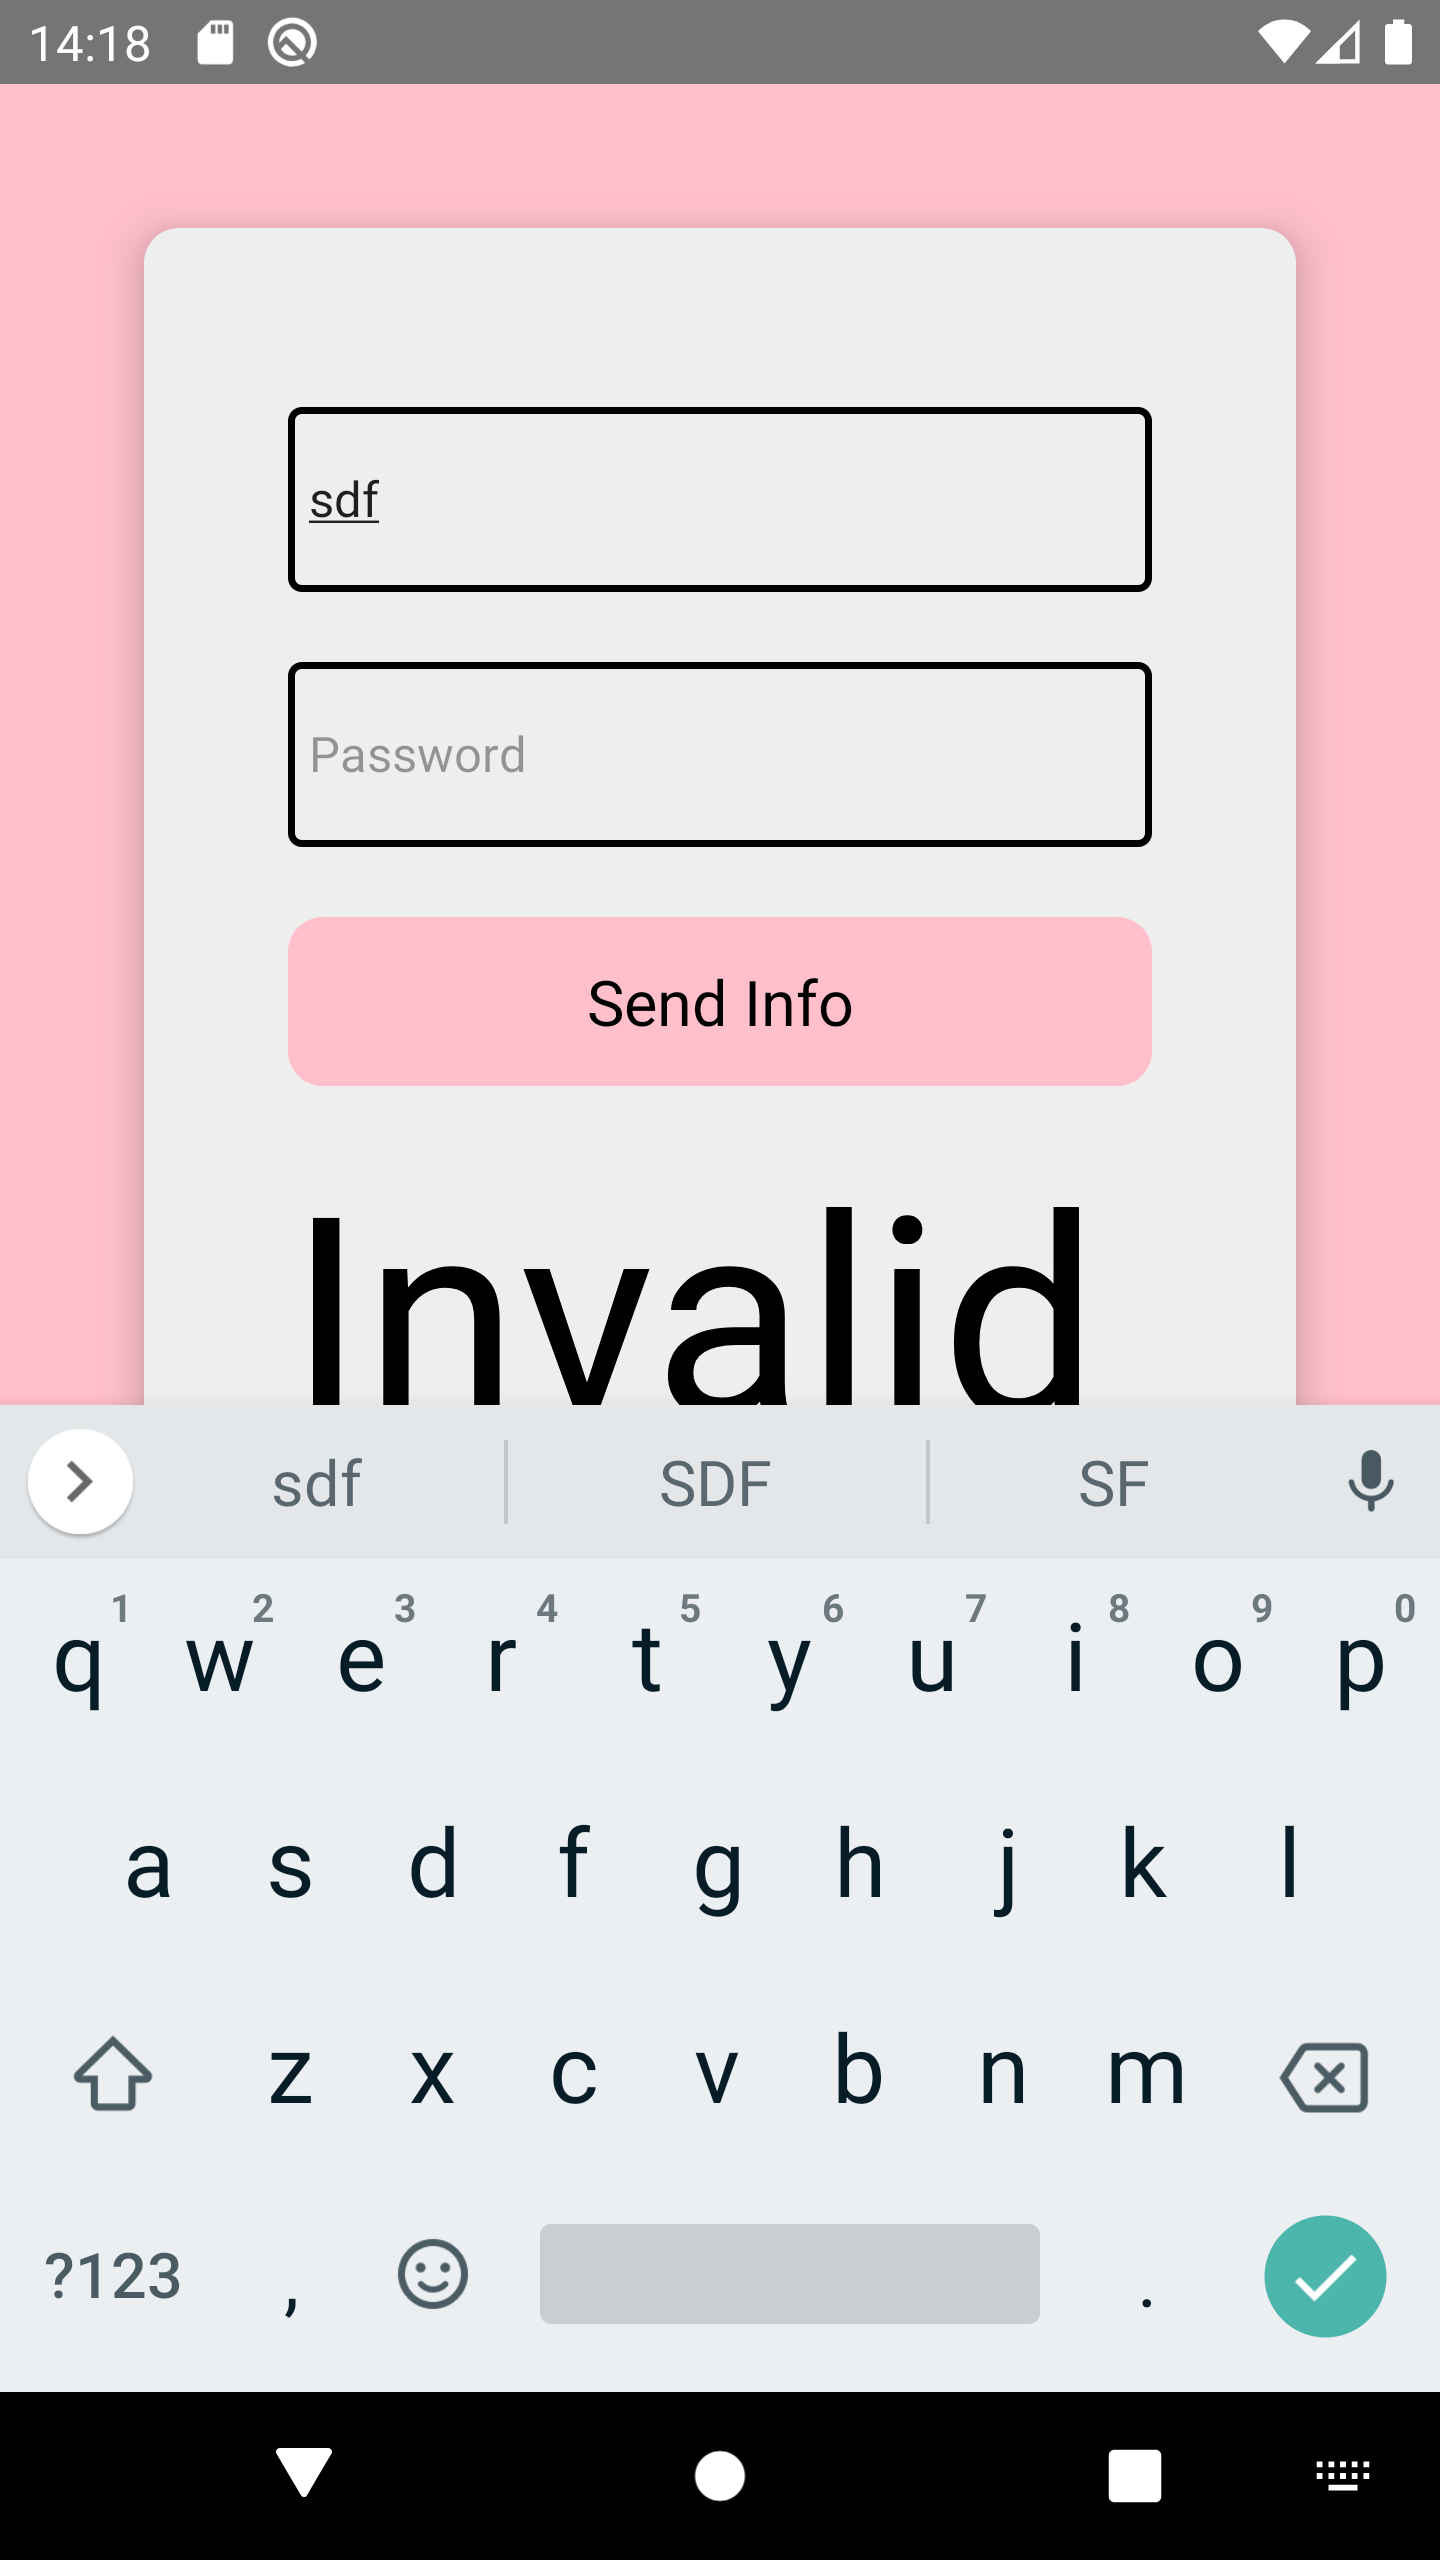 14:18
sdf
Password
Send Info
Invalid
sdf SDF SF
1 2 3 4 5 6 7 8 9 0
q w e r t y u i o p
a s d f g h j k l
z x c v b n m
?123 , .